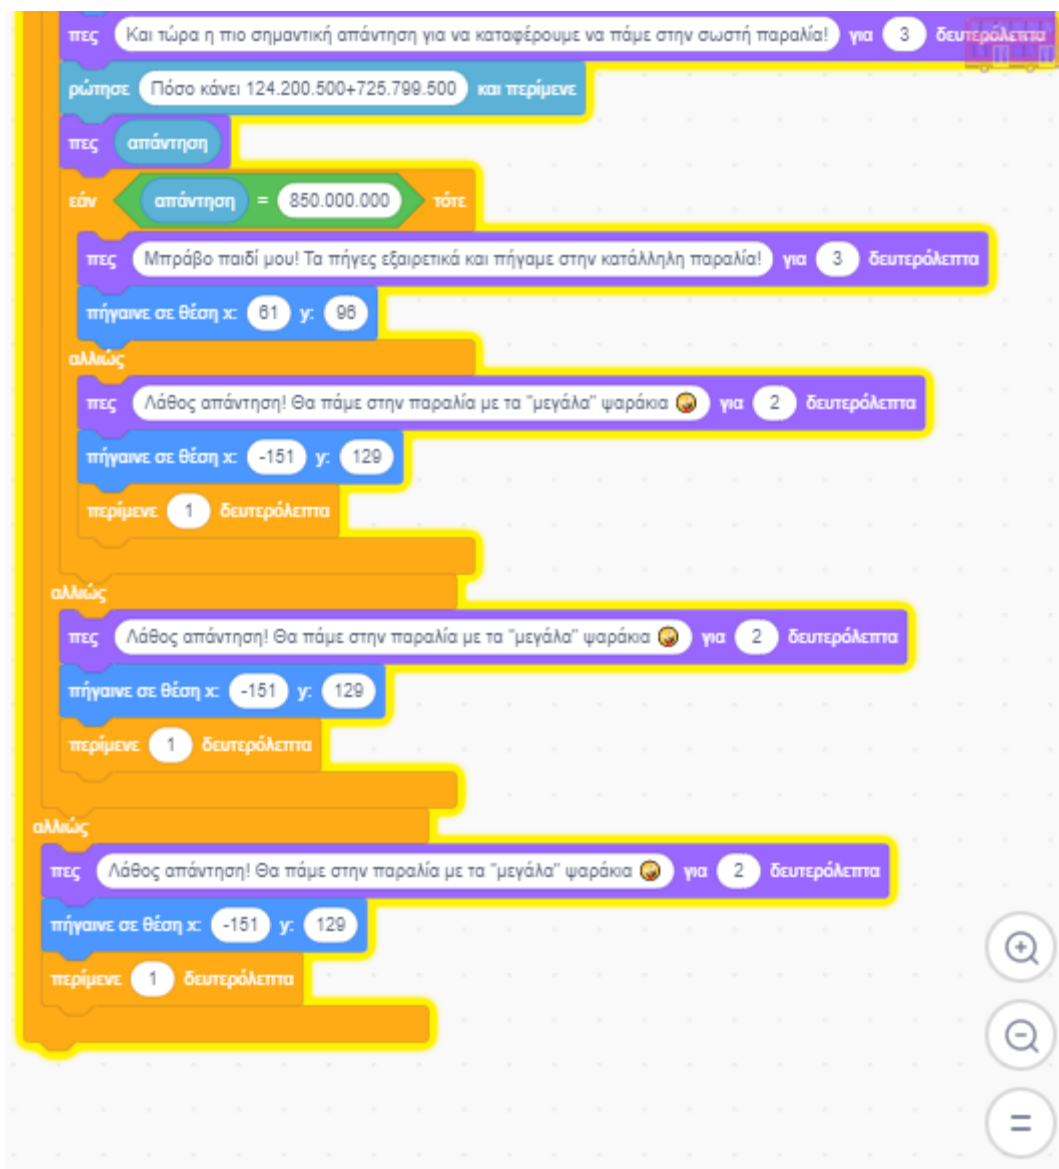 πες Και τώρα η πιο σημαντική απάντηση για να καταφέρουμε να πάμε στην σωστή παραλία! για 3 δευτερόλεπτα
ρώτησε Πόσο κάνει 124.200.500+725.799.500 και περίμενε
πες απάντηση
εάν απάντηση = 850.000.000 τότε
πες Μπράβο παιδί μου! Τα πήγες εξαιρετικά και πήγαμε στην κατάλληλη παραλία! για 3 δευτερόλεπτα
πήγαινε σε θέση x: 61 y: 96
αλλιώς
πες Λάθος απάντηση! Θα πάμε στην παραλία με τα "μεγάλα" ψαράκια για 2 δευτερόλεπτα
πήγαινε σε θέση x: -151 y: 129
περίμενε 1 δευτερόλεπτα
αλλιώς
πες Λάθος απάντηση! Θα πάμε στην παραλία με τα "μεγάλα" ψαράκια για 2 δευτερόλεπτα
πήγαινε σε θέση x: -151 y: 129
περίμενε 1 δευτερόλεπτα
αλλιώς
πες Λάθος απάντηση! Θα πάμε στην παραλία με τα "μεγάλα" ψαράκια για 2 δευτερόλεπτα
πήγαινε σε θέση x: -151 y: 129
περίμενε 1 δευτερόλεπτα